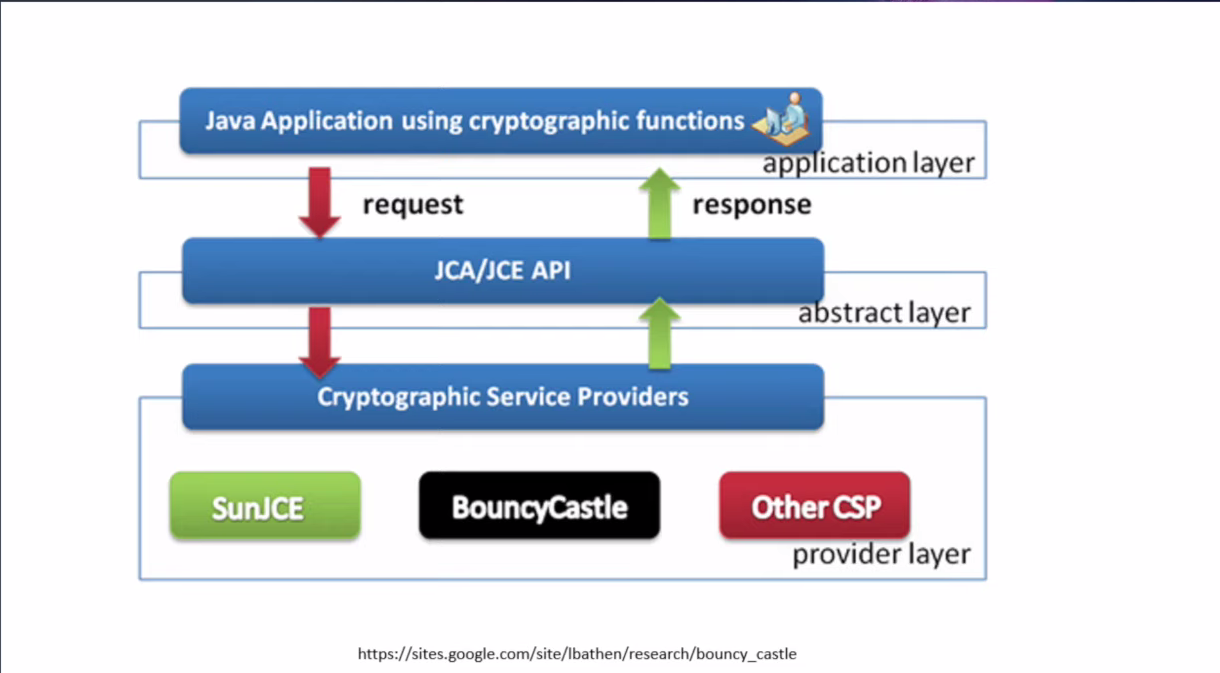 Java Application using cryptographic functions
application layer
request
response
JCA/JCE API
abstract layer
Cryptographic Service Providers
SunJCE
BouncyCastle
Other CSP
provider layer
https://sites.google.com/site/lbathen/research/bouncy_castle